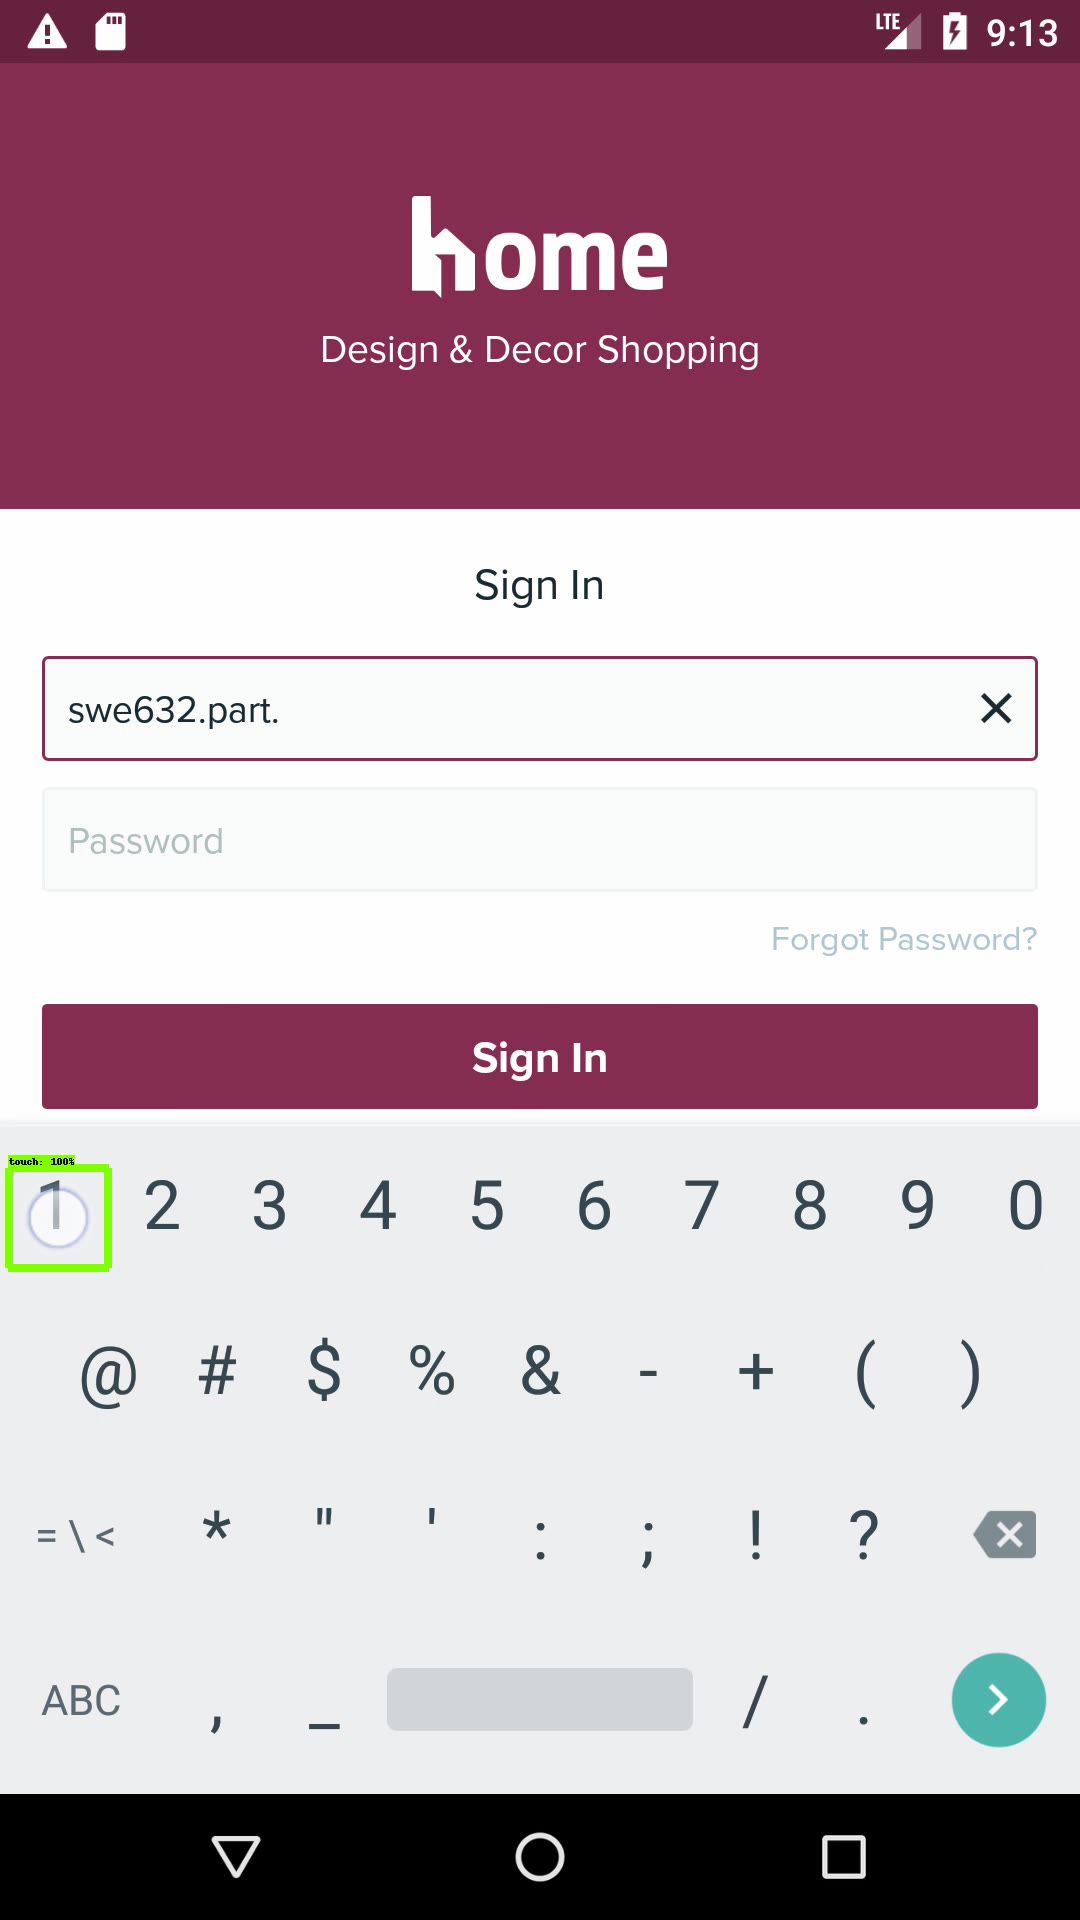 LTE 9:13
home
Design & Decor Shopping
Sign In
swe632.part.
Password
Forgot Password?
Sign In
touch: 100%
1 2 3 4 5 6 7 8 9 0
@ # $ % & - + ( )
= \ < * " ' : ; ! ?
ABC , _ / .